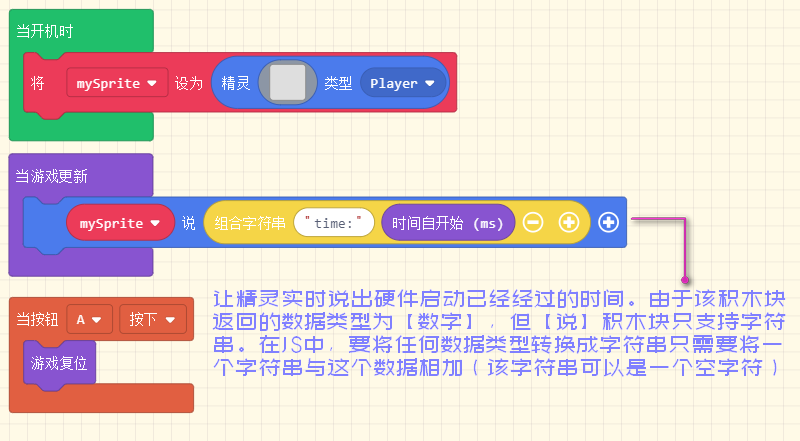 当开机时
将 mySprite 设为 精灵 类型 Player
当游戏更新
mySprite 说 组合字符串 "time:" 时间自开始 (ms)
当按钮 A 按下
游戏复位
让精灵实时说出硬件启动已经经过的时间。由于该积木块
返回的数据类型为【数字】，但【说】积木块只支持字符
串。在JS中，要将任何数据类型转换成字符串只需要将一
个字符串与这个数据相加（该字符串可以是一个空字符）